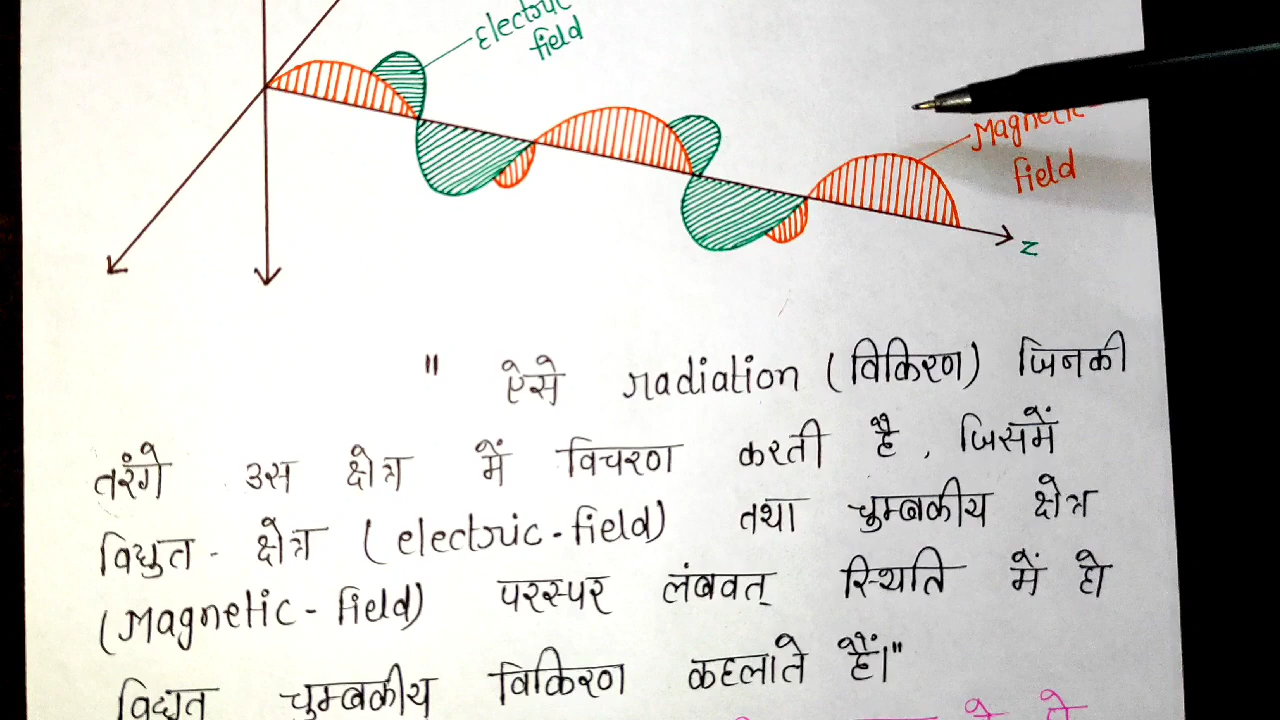 Electric
field
Magnetic
field
z
" ऐसे radiation (विकिरण) जिनकी
तरंगे उस क्षेत्र में विचरण करती है , जिसमें
विधुत - क्षेत्र (electric-field) तथा चुम्बकीय क्षेत्र
(Magnetic-field) परस्पर लंबवत् स्थिति में हो
विद्युत चुम्बकीय विकिरण कहलाते हैं।"